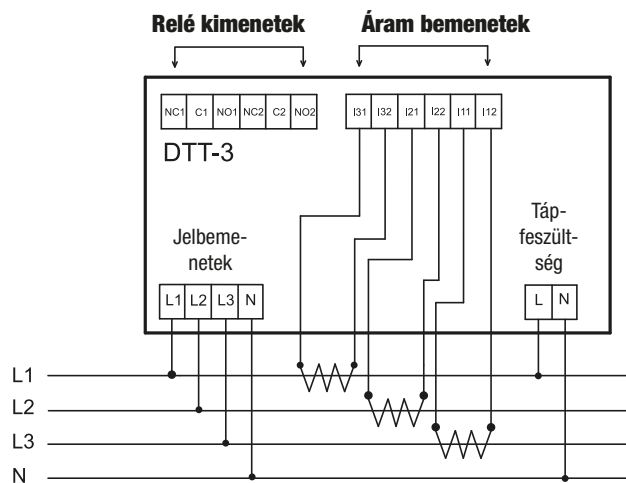 Relé kimenetek
Áram bemenetek
NC1 C1 NO1 NC2 C2 NO2
I31 I32 I21 I22 I11 I12
DTT-3
Jelbeme-
netek
Táp-
feszült-
ség
L1 L2 L3 N
L N
L1
L2
L3
N